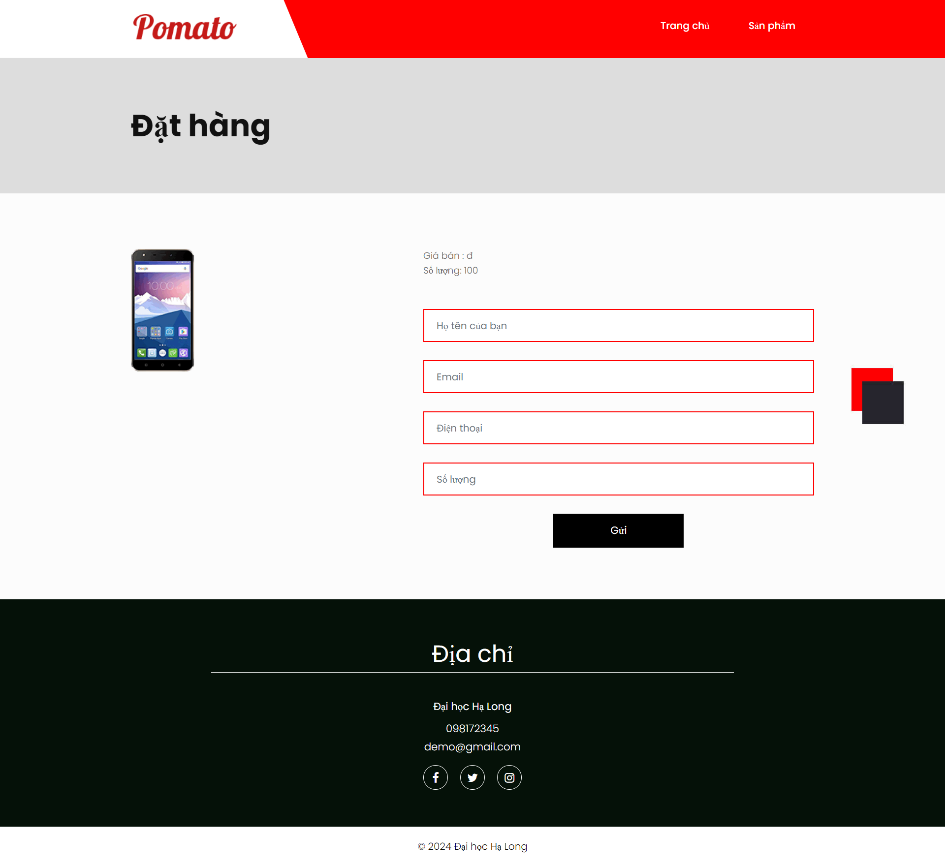 Pomato
Trang chủ
Sản phẩm
Đặt hàng
Giá bán : đ
Số lượng: 100
Họ tên của bạn
Email
Điện thoại
Số lượng
Gửi
Địa chỉ
Đại học Hạ Long
098172345
demo@gmail.com
© 2024 Đại học Hạ Long